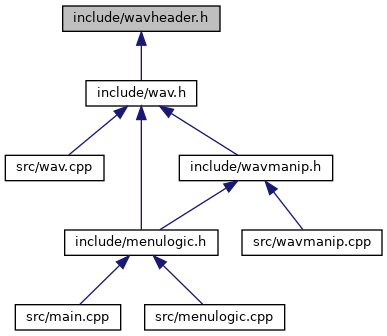 include/wavheader.h
include/wav.h
src/wav.cpp
include/wavmanip.h
include/menulogic.h
src/wavmanip.cpp
src/main.cpp
src/menulogic.cpp